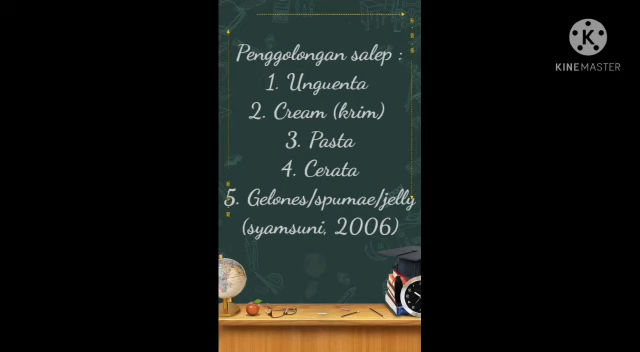 Penggolongan salep :
1. Unguenta
2. Cream (krim)
3. Pasta
4. Cerata
5. Gelones/spumae/jelly
(syamsuni, 2006)
K
KINEMASTER